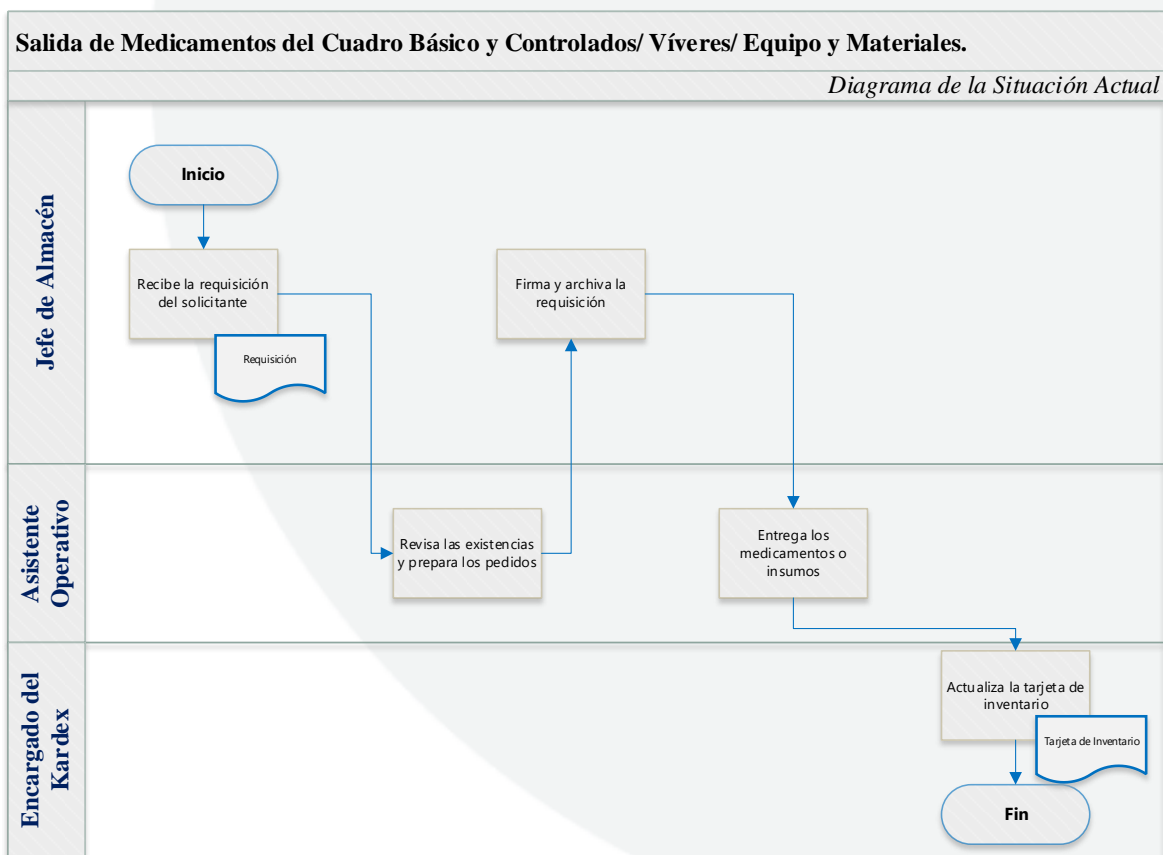 Salida de Medicamentos del Cuadro Básico y Controlados/ Víveres/ Equipo y Materiales.
Diagrama de la Situación Actual
Jefe de Almacén
Inicio
Recibe la requisición
del solicitante
Requisición
Firma y archiva la
requisición
Asistente
Operativo
Revisa las existencias
y prepara los pedidos
Entrega los
medicamentos o
insumos
Encargado del
Kardex
Actualiza la tarjeta de
inventario
Tarjeta de Inventario
Fin